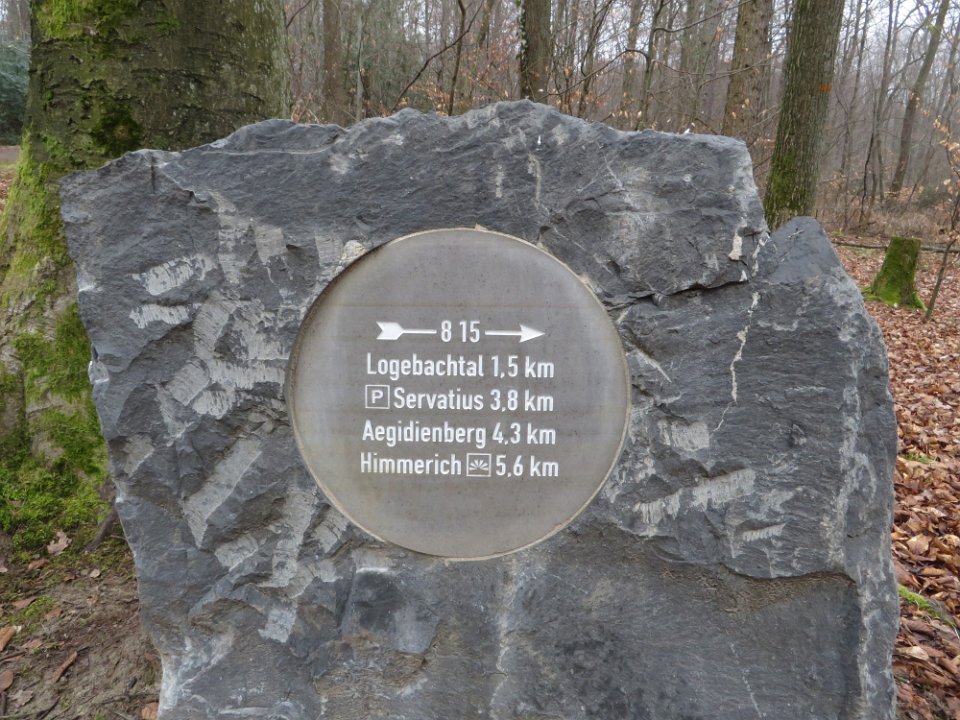 8 15
Logebachtal 1,5 km
P Servatius 3,8 km
Aegidienberg 4,3 km
Himmerich 5,6 km